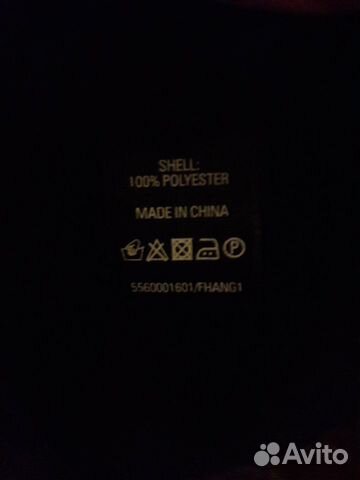 SHELL:
100% POLYESTER
MADE IN CHINA
P
5560001601/FHANG1
Avito